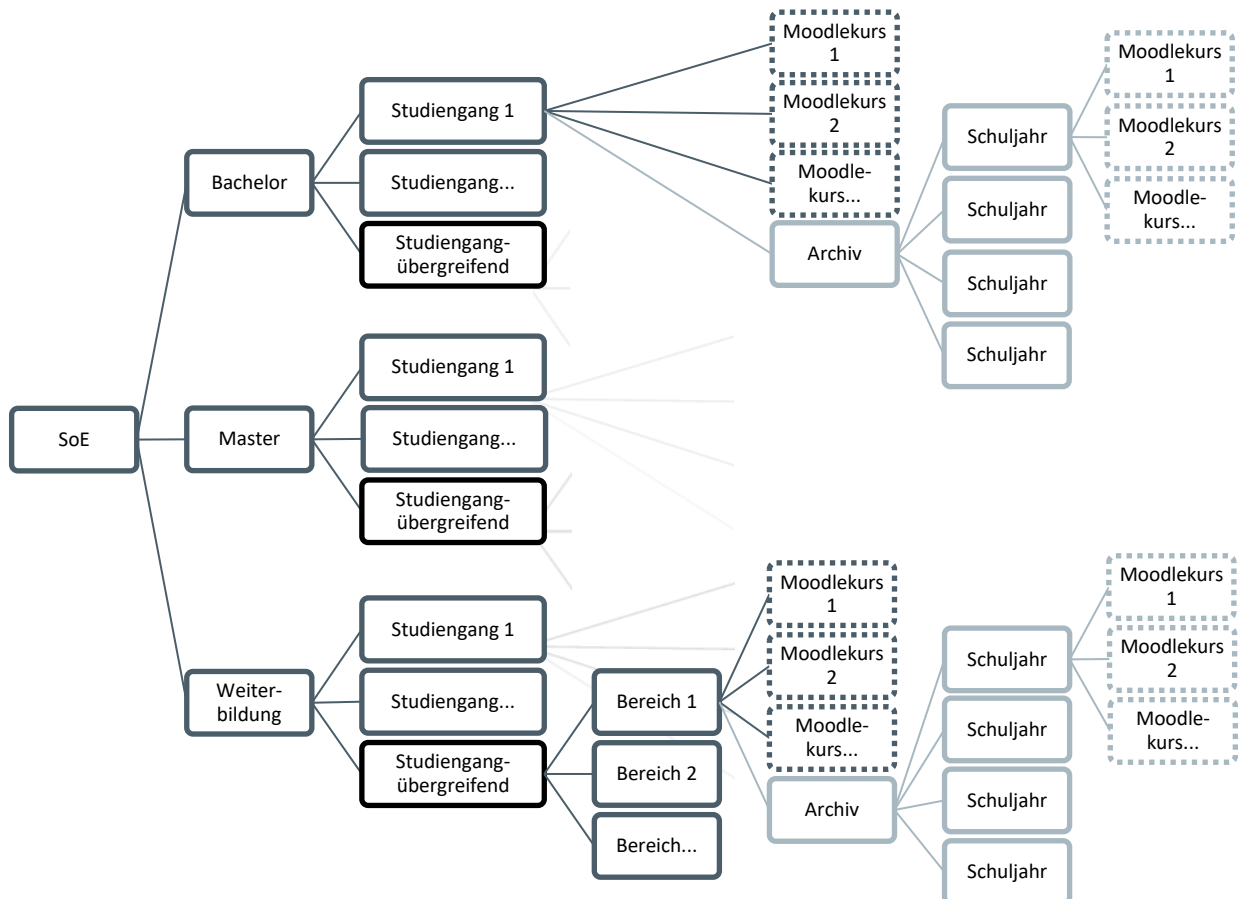 SoE
Bachelor
Studiengang 1
Studiengang...
Studiengang-
übergreifend
Moodlekurs
1
Moodlekurs
2
Moodle-
kurs...
Archiv
Schuljahr
Schuljahr
Schuljahr
Schuljahr
Moodlekurs
1
Moodlekurs
2
Moodle-
kurs...
Master
Studiengang 1
Studiengang...
Studiengang-
übergreifend
Weiter-
bildung
Studiengang 1
Studiengang...
Studiengang-
übergreifend
Bereich 1
Bereich 2
Bereich...
Moodlekurs
1
Moodlekurs
2
Moodle-
kurs...
Archiv
Schuljahr
Schuljahr
Schuljahr
Schuljahr
Moodlekurs
1
Moodlekurs
2
Moodle-
kurs...